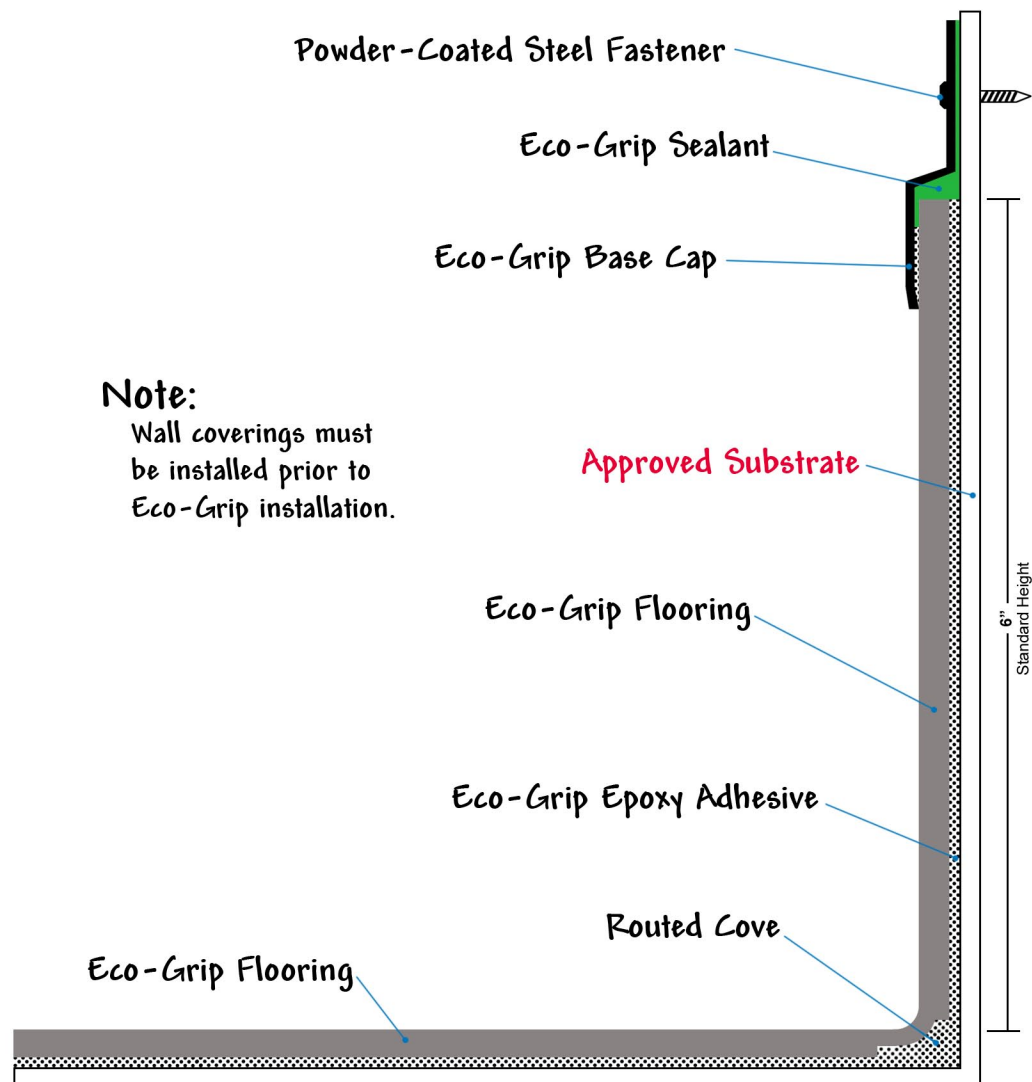 Powder-Coated Steel Fastener
Eco-Grip Sealant
Eco-Grip Base Cap
Note:
Wall coverings must
be installed prior to
Eco-Grip installation.
Approved Substrate
Eco-Grip Flooring
6”
Standard Height
Eco-Grip Epoxy Adhesive
Routed Cove
Eco-Grip Flooring